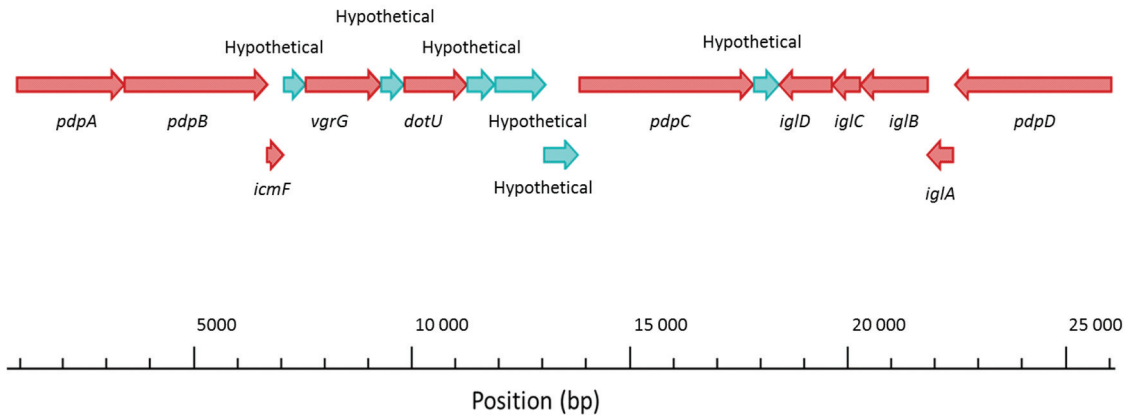 Hypothetical
Hypothetical
Hypothetical
Hypothetical
pdpA
pdpB
vgrG
dotU
Hypothetical
pdpC
iglD
iglC
iglB
pdpD
icmF
Hypothetical
iglA
5000
10 000
15 000
20 000
25 000
Position (bp)